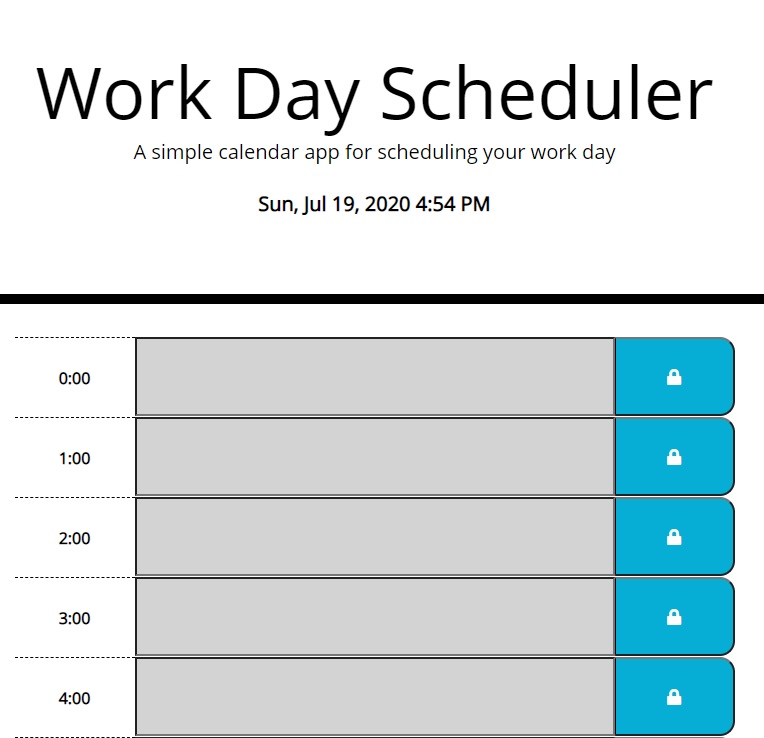 Work Day Scheduler
A simple calendar app for scheduling your work day
Sun, Jul 19, 2020 4:54 PM
0:00
1:00
2:00
3:00
4:00